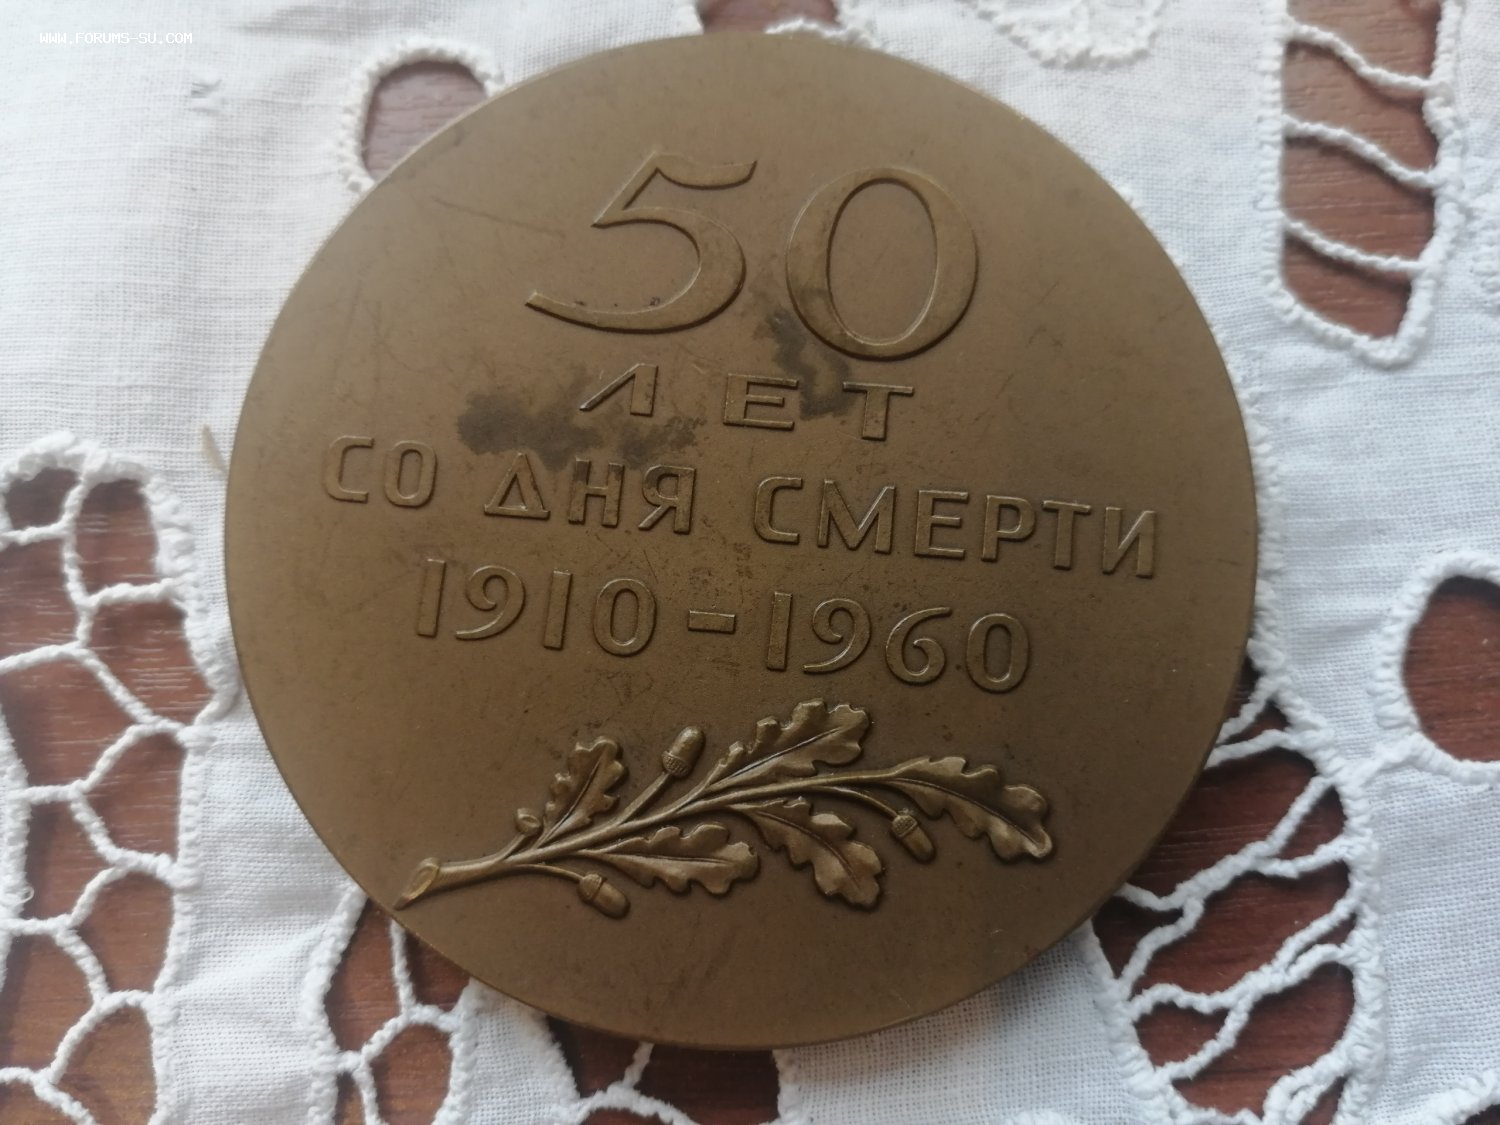 WWW.FORUMS-SU.COM
50
ЛЕТ
СО ДНЯ СМЕРТИ
1910-1960